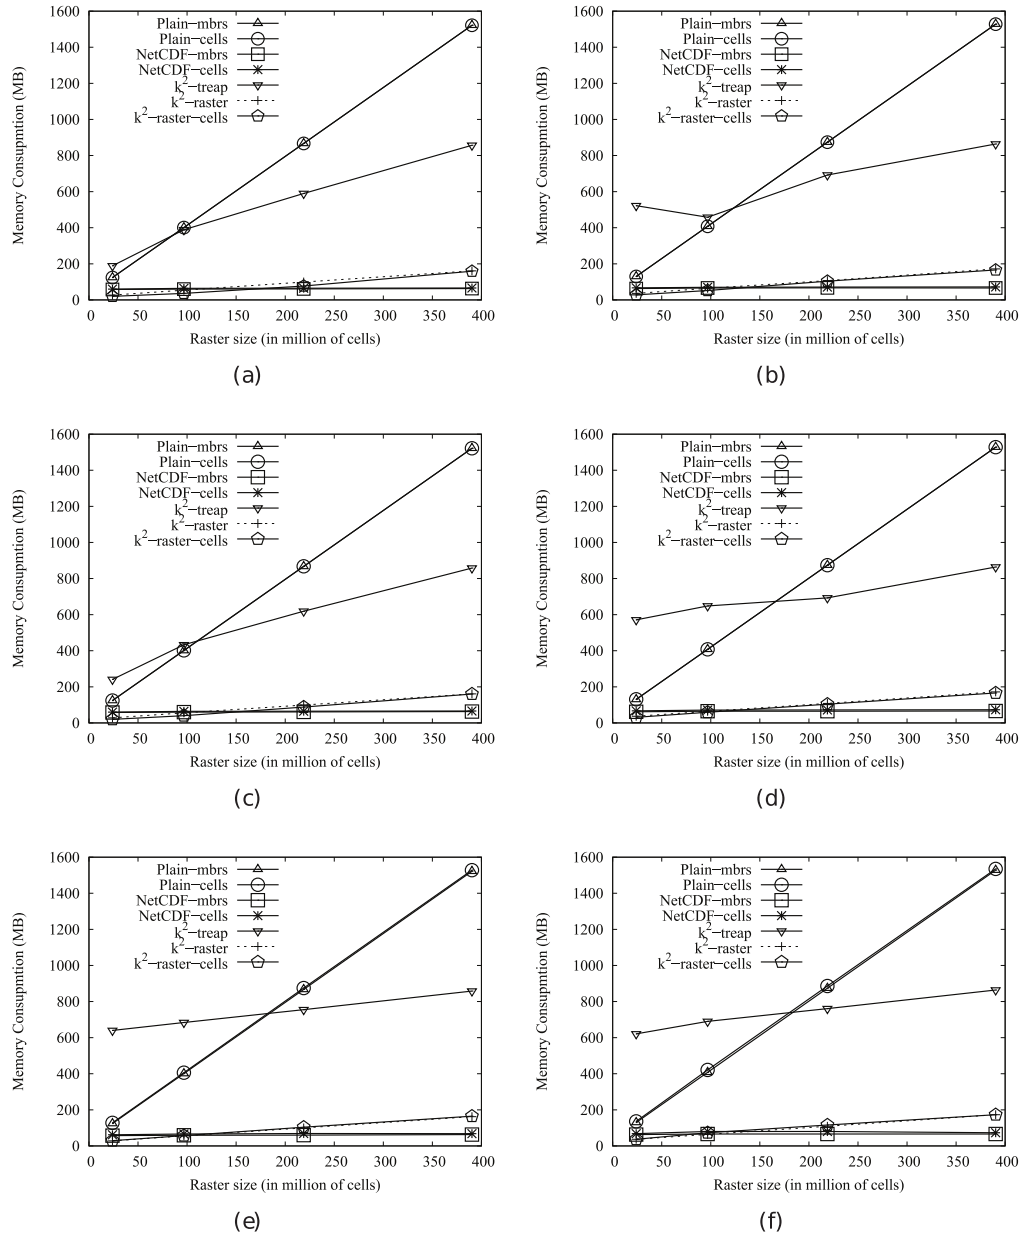 1600
1400
1200
1000
800
600
400
200
0
0 50 100 150 200 250 300 350 400
Memory Consupmtion (MB)
Raster size (in million of cells)
Plain−mbrs
Plain−cells
NetCDF−mbrs
NetCDF−cells
k²−treap
k²−raster
k²−raster−cells
(a)
1600
1400
1200
1000
800
600
400
200
0
0 50 100 150 200 250 300 350 400
Memory Consupmtion (MB)
Raster size (in million of cells)
Plain−mbrs
Plain−cells
NetCDF−mbrs
NetCDF−cells
k²−treap
k²−raster
k²−raster−cells
(b)
1600
1400
1200
1000
800
600
400
200
0
0 50 100 150 200 250 300 350 400
Memory Consupmtion (MB)
Raster size (in million of cells)
Plain−mbrs
Plain−cells
NetCDF−mbrs
NetCDF−cells
k²−treap
k²−raster
k²−raster−cells
(c)
1600
1400
1200
1000
800
600
400
200
0
0 50 100 150 200 250 300 350 400
Memory Consupmtion (MB)
Raster size (in million of cells)
Plain−mbrs
Plain−cells
NetCDF−mbrs
NetCDF−cells
k²−treap
k²−raster
k²−raster−cells
(d)
1600
1400
1200
1000
800
600
400
200
0
0 50 100 150 200 250 300 350 400
Memory Consupmtion (MB)
Raster size (in million of cells)
Plain−mbrs
Plain−cells
NetCDF−mbrs
NetCDF−cells
k²−treap
k²−raster
k²−raster−cells
(e)
1600
1400
1200
1000
800
600
400
200
0
0 50 100 150 200 250 300 350 400
Memory Consupmtion (MB)
Raster size (in million of cells)
Plain−mbrs
Plain−cells
NetCDF−mbrs
NetCDF−cells
k²−treap
k²−raster
k²−raster−cells
(f)